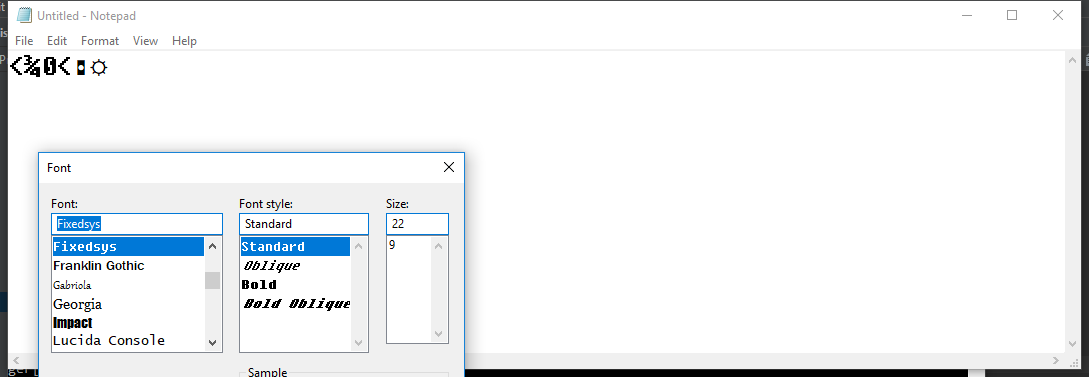 Untitled - Notepad
File Edit Format View Help
<¾0<◘☼
Font
Font: Font style: Size:
Fixedsys Standard 22
Fixedsys Standard 9
Franklin Gothic Oblique
Gabriola Bold
Georgia Bold Oblique
Impact
Lucida Console
Sample